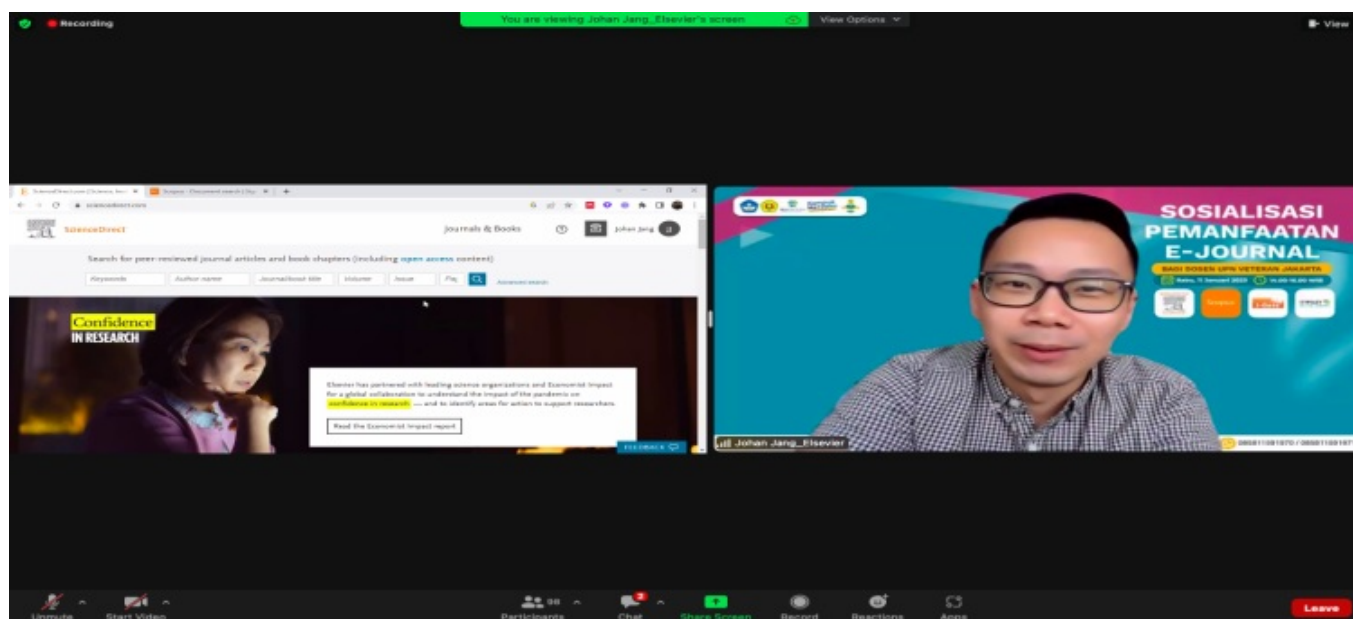 Recording
You are viewing Johan Jang_Elsevier's screen
View Options
View
sciencedirect.com
ScienceDirect
Journals & Books
Johan Jang
Search for peer-reviewed journal articles and book chapters (including open access content)
Keywords
Author name
Journal/book title
Volume
Issue
Pag
Advanced search
Confidence
IN RESEARCH
Elsevier has partnered with leading science organizations and Economist Impact
for a global collaboration to understand the impact of the pandemic on
confidence in research — and to identify areas for action to support researchers.
Read the Economist Impact report
FEEDBACK
SOSIALISASI
PEMANFAATAN
E-JOURNAL
BAGI DOSEN UPN VETERAN JAKARTA
Scopus
Johan Jang_Elsevier
Unmute
Start Video
98
Participants
Chat
Share Screen
Record
Reactions
Apps
Leave